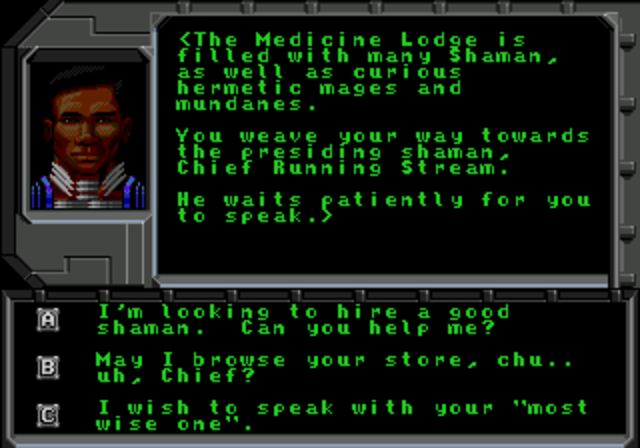 <The Medicine Lodge is
filled with many Shaman,
as well as curious
hermetic mages and
mundanes.
You weave your way towards
the presiding shaman,
Chief Running Stream.
He waits patiently for you
to speak.>
A
I'm looking to hire a good
shaman. Can you help me?
B
May I browse your store, chu..
uh, Chief?
C
I wish to speak with your "most
wise one".